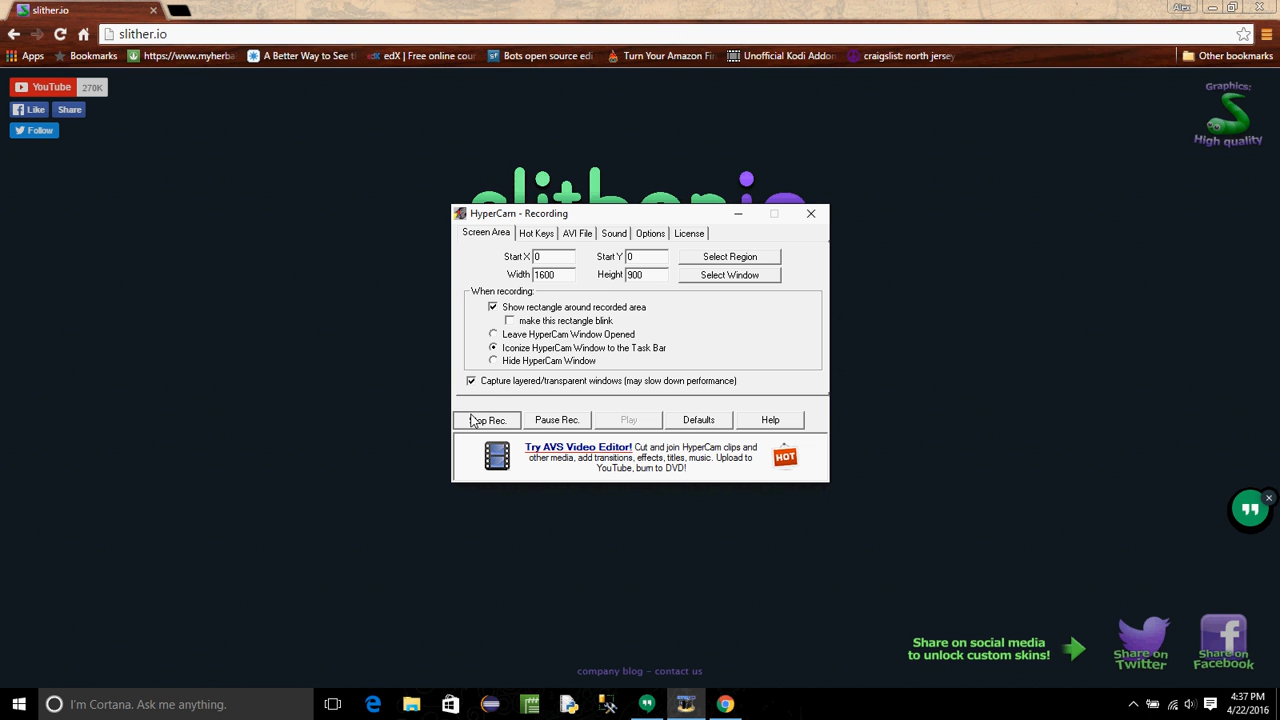 slither.io
Alex
slither.io
Apps
Bookmarks
https://www.myherba
A Better Way to See t
edX | Free online cour
Bots open source edi
Turn Your Amazon Fir
Unofficial Kodi Addon
craigslist: north jersey
Other bookmarks
YouTube 270K
Like Share
Follow
Graphics:
High quality
slither.io
HyperCam - Recording
Screen Area Hot Keys AVI File Sound Options License
Start X 0 Start Y 0 Select Region
Width 1600 Height 900 Select Window
When recording:
Show rectangle around recorded area
make this rectangle blink
Leave HyperCam Window Opened
Iconize HyperCam Window to the Task Bar
Hide HyperCam Window
Capture layered/transparent windows (may slow down performance)
Rec. Pause Rec. Play Defaults Help
Try AVS Video Editor! Cut and join HyperCam clips and
other media, add transitions, effects, titles, music. Upload to
YouTube, burn to DVD!
HOT
Share on social media
to unlock custom skins!
Share on
Twitter
Share on
Facebook
company blog - contact us
I'm Cortana. Ask me anything.
4:37 PM
4/22/2016